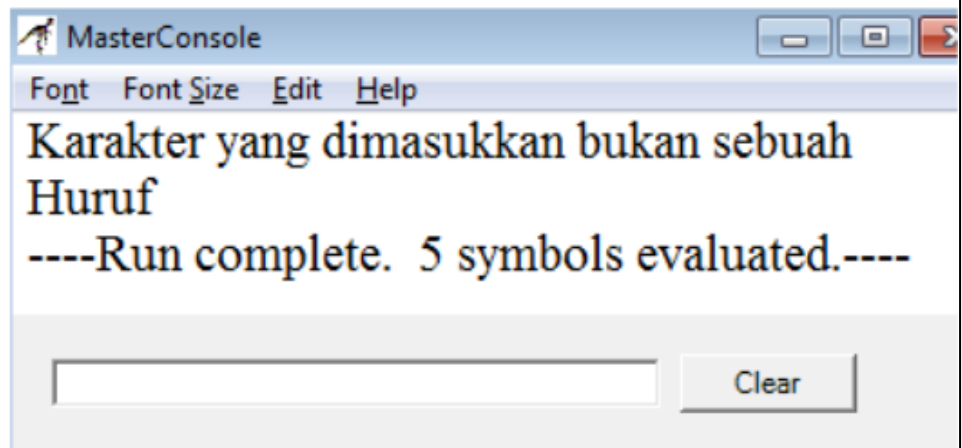 MasterConsole
Font Font Size Edit Help
Karakter yang dimasukkan bukan sebuah
Huruf
----Run complete.  5 symbols evaluated.----
Clear